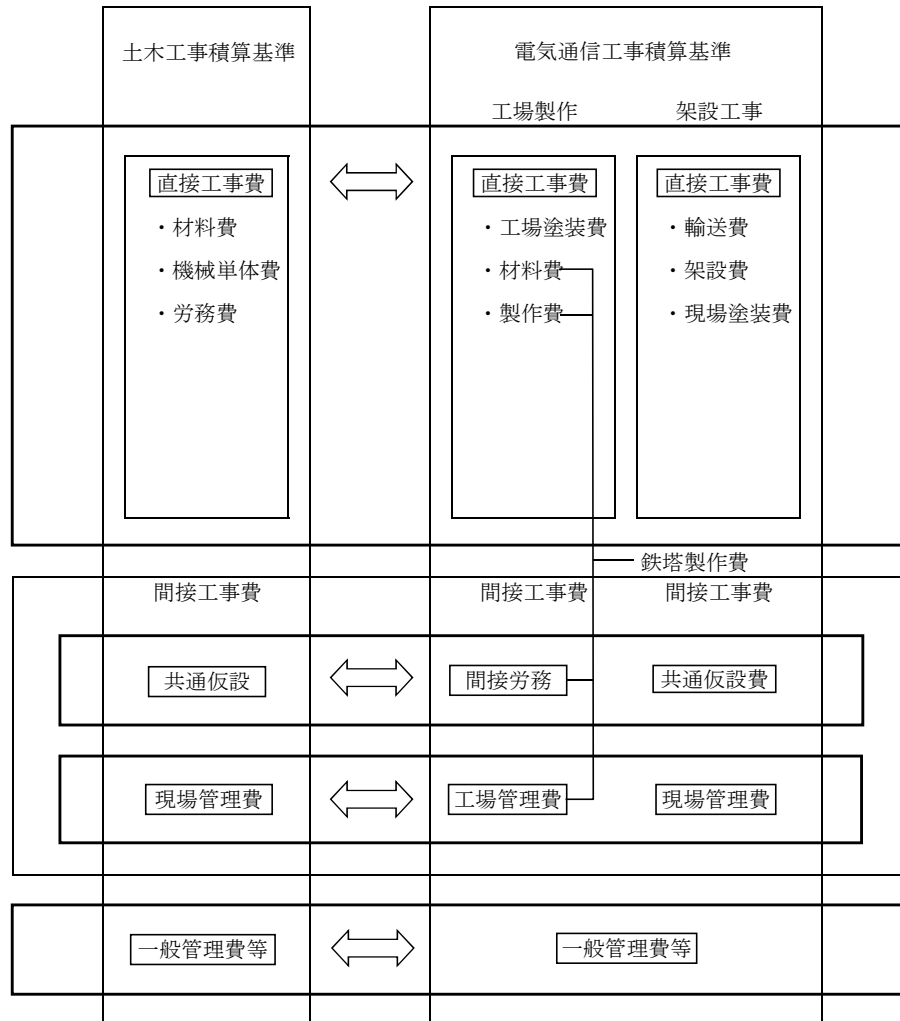 土木工事積算基準
電気通信工事積算基準
工場製作
架設工事
直接工事費
・材料費
・機械単体費
・労務費
直接工事費
・工場塗装費
・材料費
・製作費
直接工事費
・輸送費
・架設費
・現場塗装費
鉄塔製作費
間接工事費
間接工事費
間接工事費
共通仮設
間接労務
共通仮設費
現場管理費
工場管理費
現場管理費
一般管理費等
一般管理費等